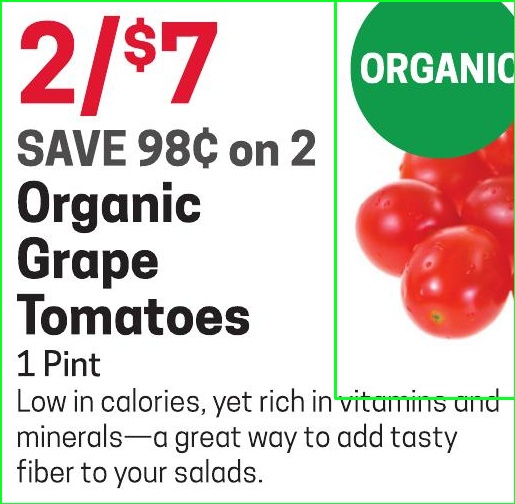 2/$7
SAVE 98¢ on 2
ORGANIC
Organic
Grape
Tomatoes
1 Pint
Low in calories, yet rich in vitamins and
minerals—a great way to add tasty
fiber to your salads.